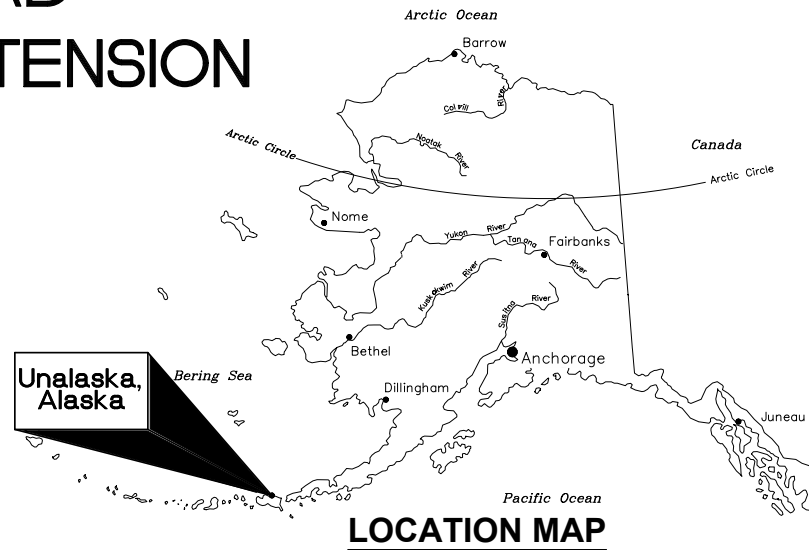 TENSION
Arctic Ocean
Barrow
Colvill
River
Noatak
River
Arctic Circle
Canada
Arctic Circle
Nome
Yukon
River
Tanana
Fairbanks
River
Kuskokwim
River
Susitna
River
Bethel
Anchorage
Unalaska,
Alaska
Bering Sea
Dillingham
Juneau
Pacific Ocean
LOCATION MAP